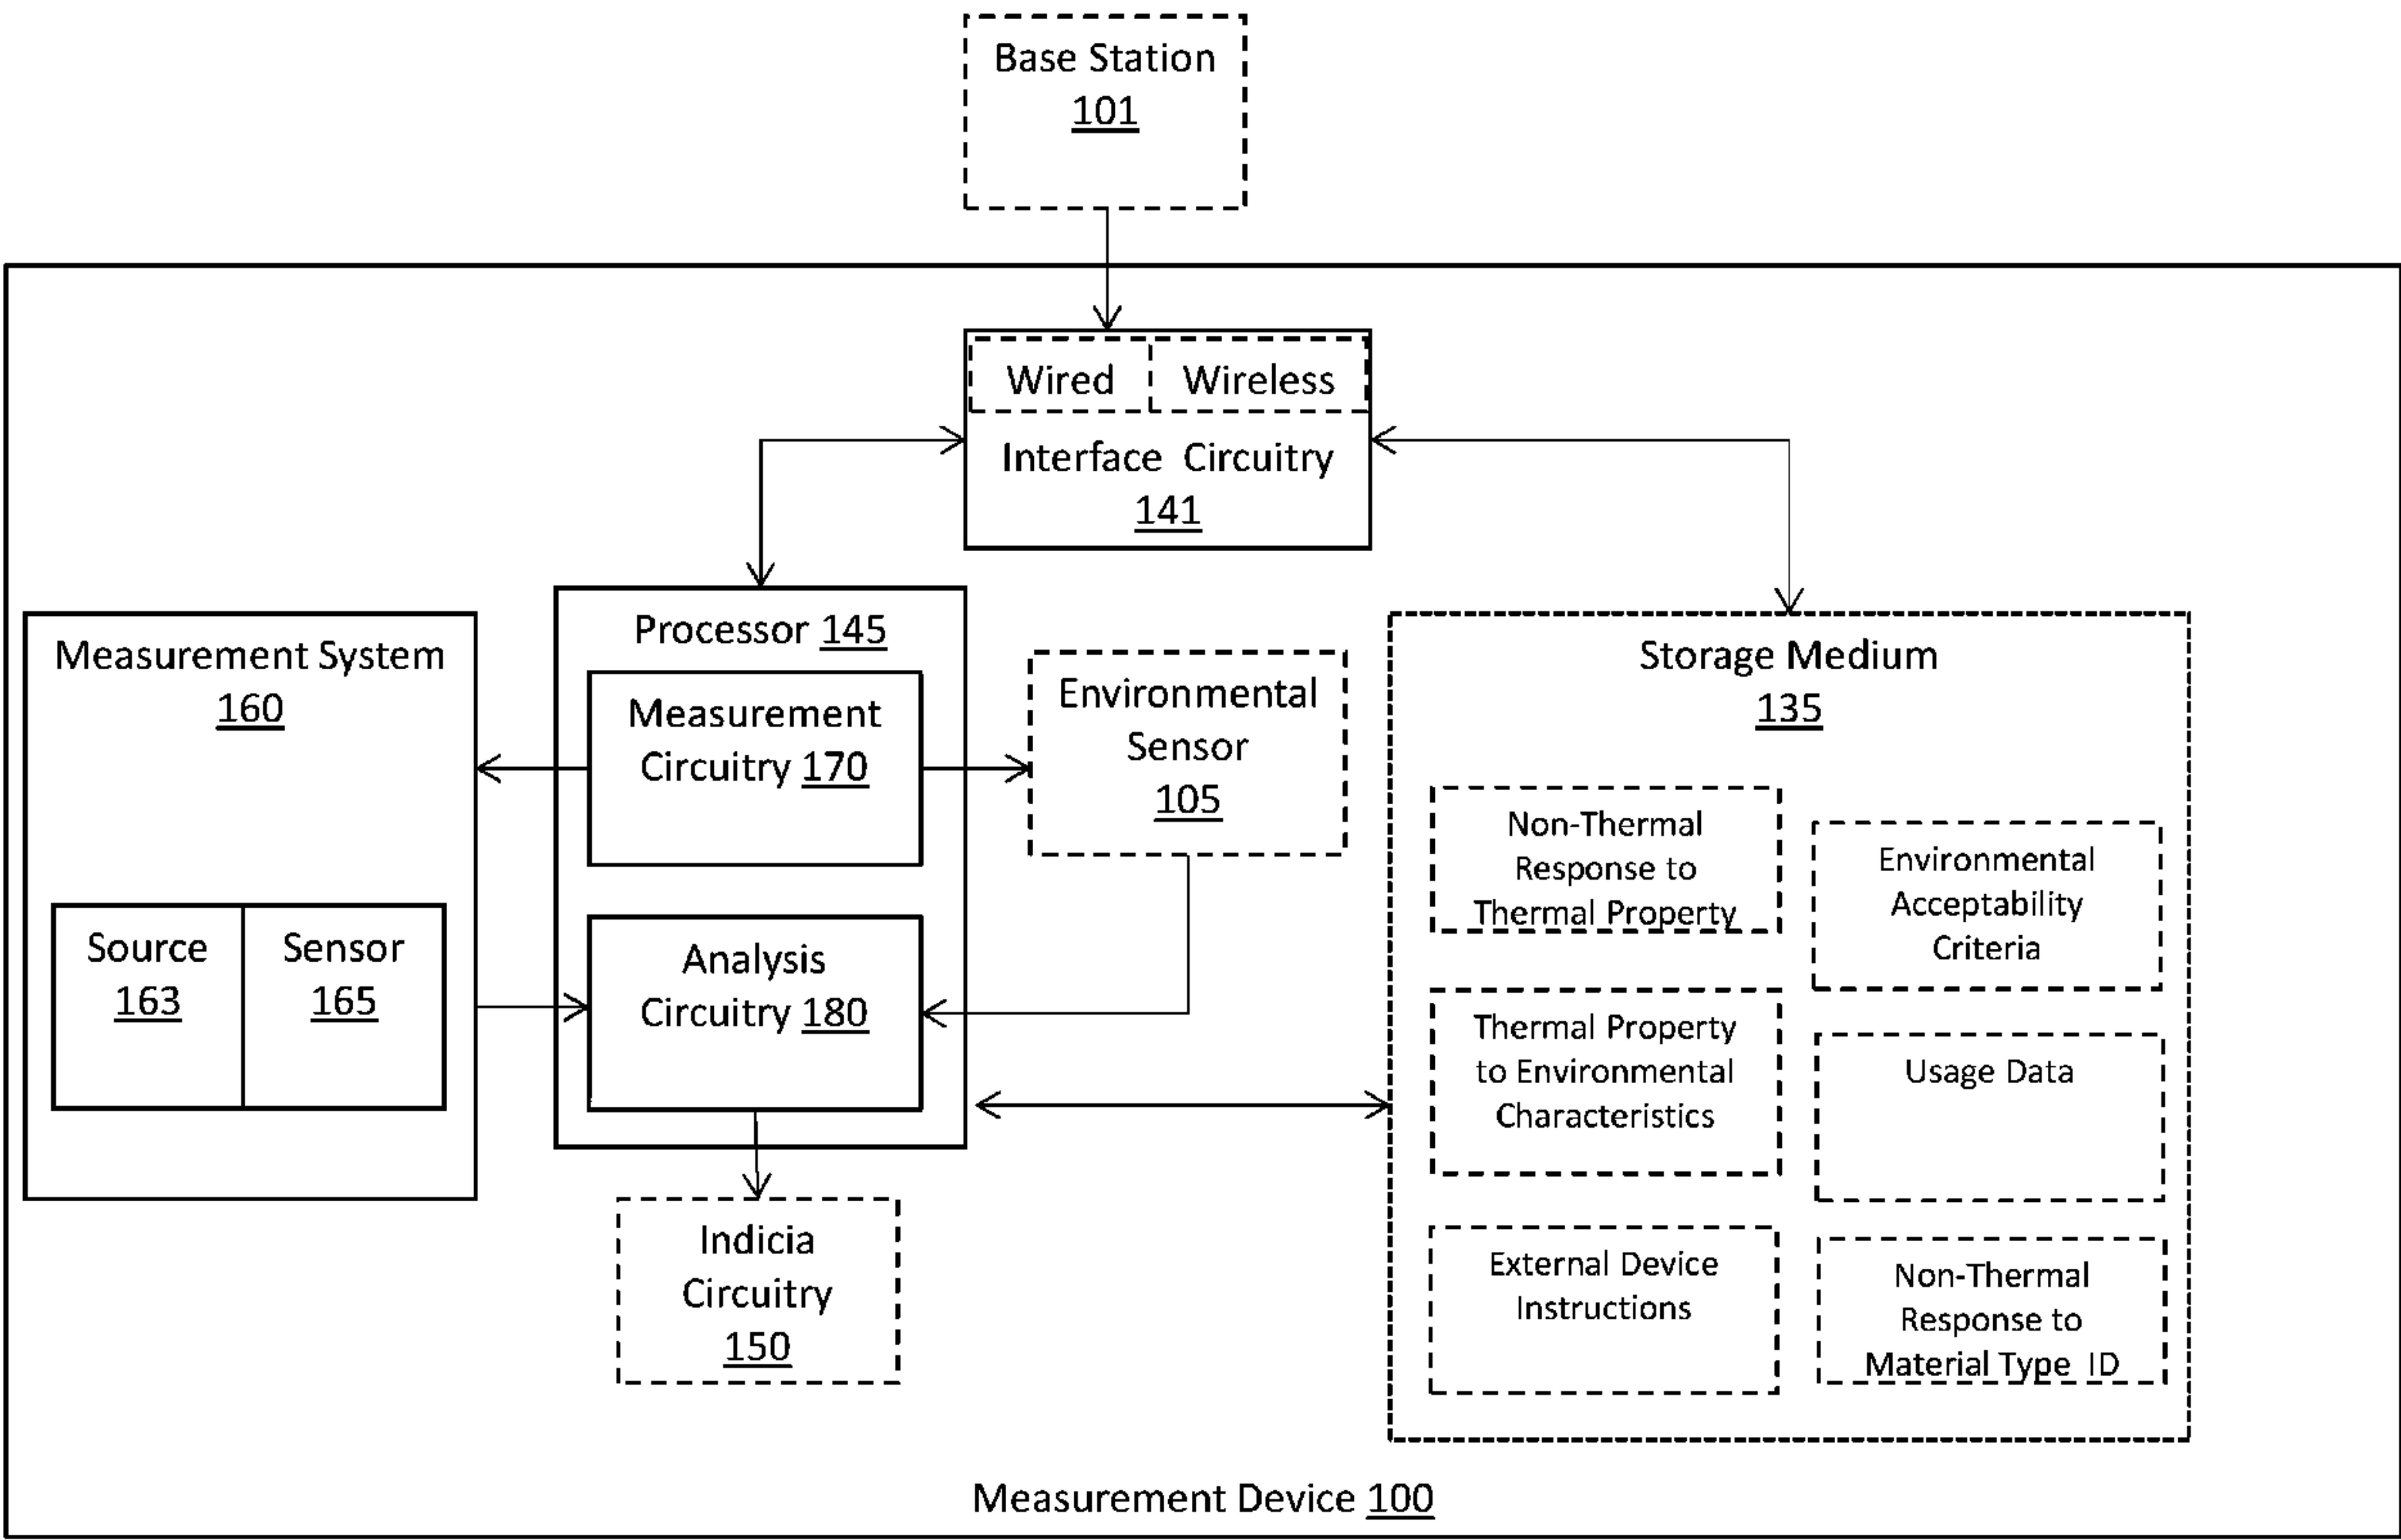 Base Station
101
Wired
Wireless
Interface Circuitry
141
Measurement System
160
Source
163
Sensor
165
Processor 145
Measurement
Circuitry 170
Analysis
Circuitry 180
Environmental
Sensor
105
Indicia
Circuitry
150
Storage Medium
135
Non-Thermal
Response to
Thermal Property
Environmental
Acceptability
Criteria
Thermal Property
to Environmental
Characteristics
Usage Data
External Device
Instructions
Non-Thermal
Response to
Material Type ID
Measurement Device 100